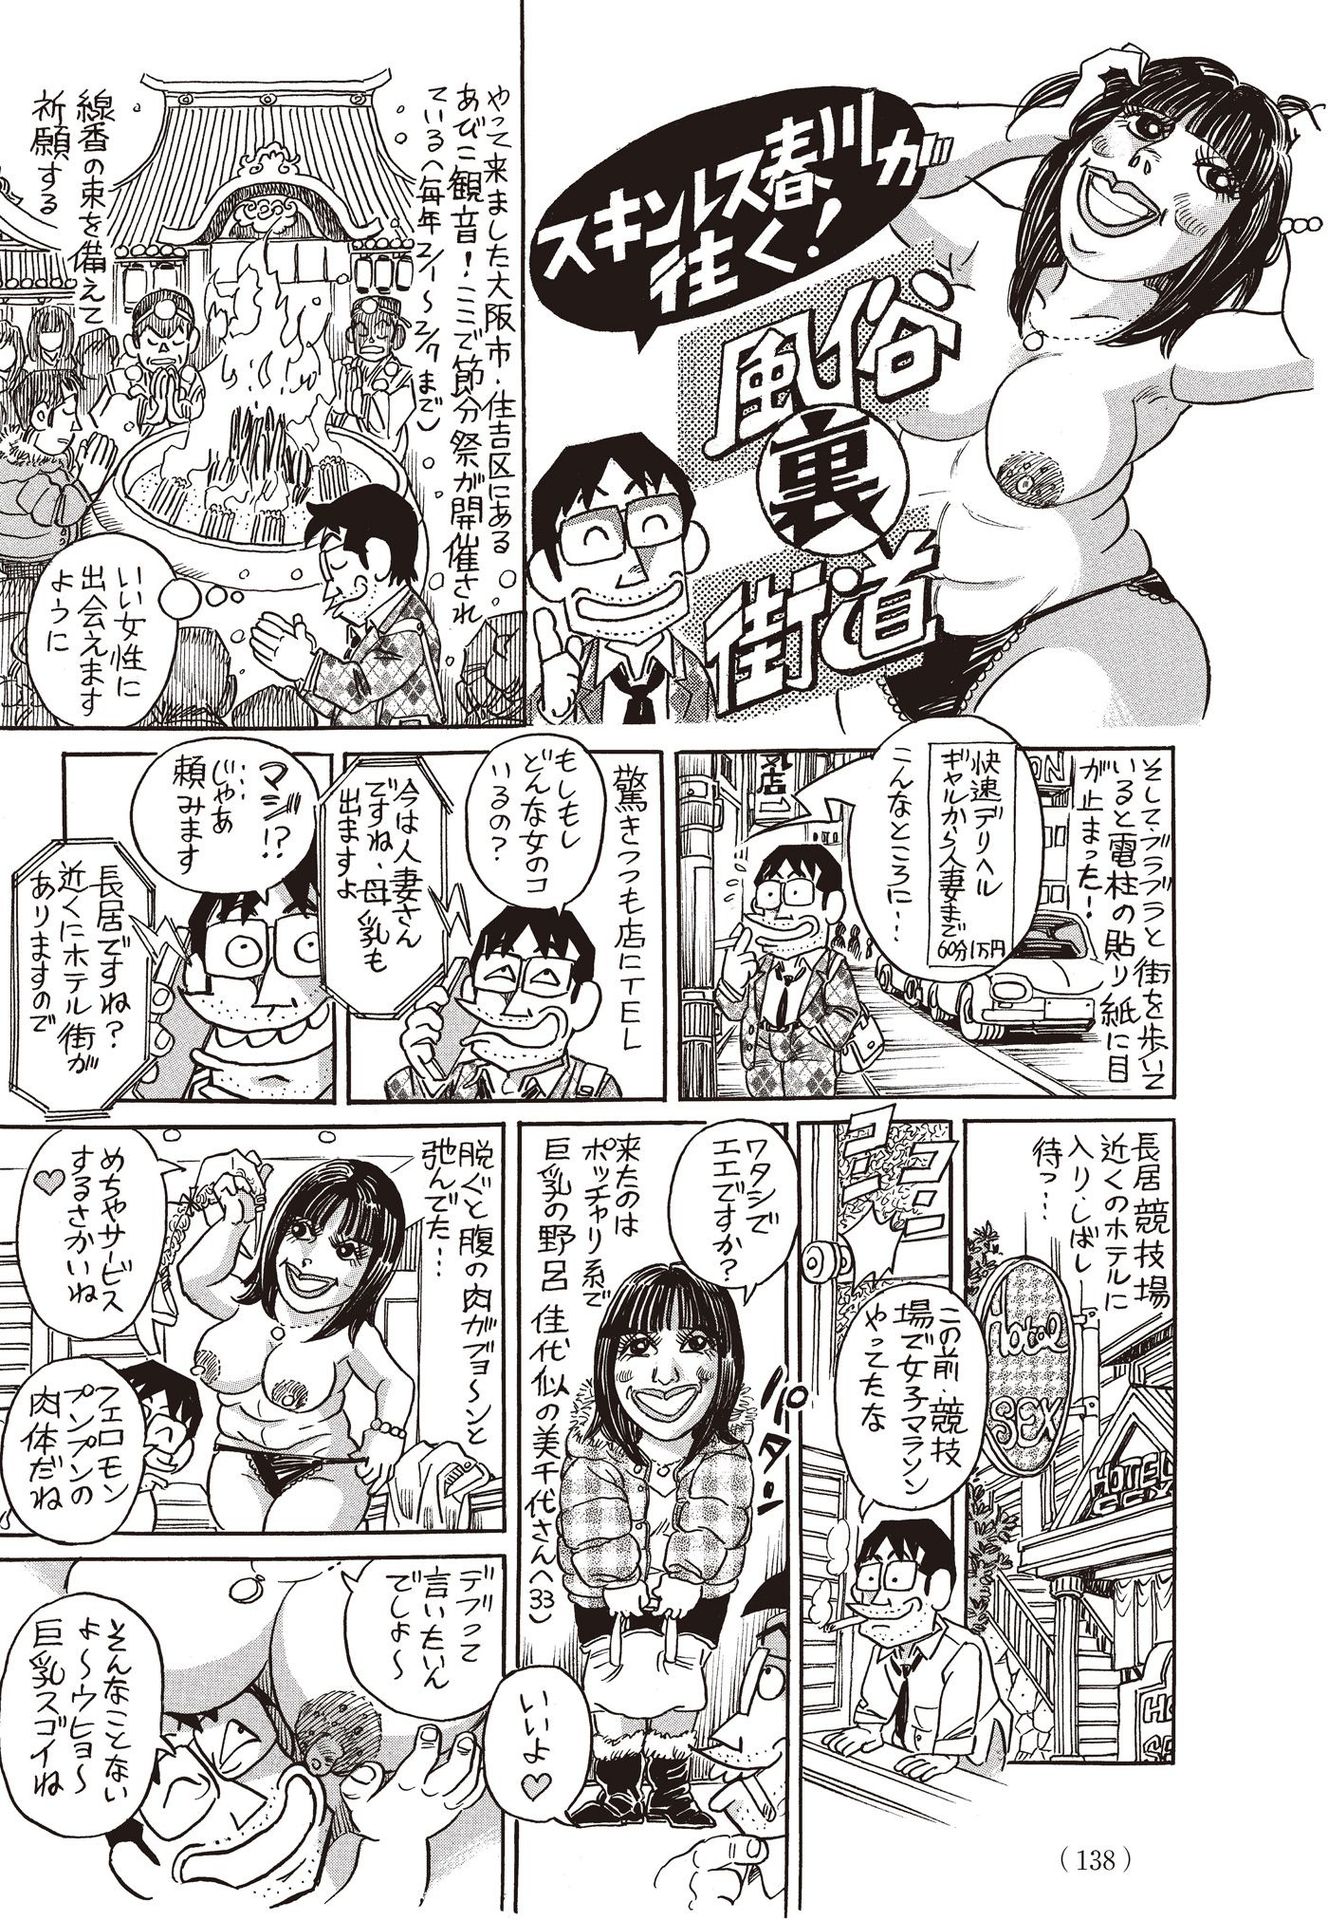 スキンレス春川が
往く!
風俗
裏
街道
やって来ました大阪市・住吉区にある
あびこ観音!ここで節分祭が開催され
ている(毎年2/1〜2/7まで)
線香の束を備えて
祈願する
いい女性に
出会えます
ように
そしてブラブラと街を歩いて
いると電柱の貼り紙に目
が止まった!
快速デリヘル
ギャルから人妻まで
60分1万円
こんなところに…
驚きつつも店にTEL
もしもし
どんな女のコ
いるの?
今は人妻さん
ですね、母乳も
出ますよ
マジ!?
じゃあ
頼みます
長居ですね?
近くにホテル街が
ありますので
長居競技場
近くのホテルに
入り、しばし
待つ…
Hotel
SEX
HOTEL
SEX
この前、競技
場で女子マラソン
やってたな
コンコン
ワタシで
エエですか?
来たのは
ポッチャリ系で
巨乳の野呂佳代似の美千代さん(33)
バターン
いいよ♥
脱ぐと腹の肉がブヨ〜ンと
弛んでた…
めちゃサービス
するさかいね
♥
フェロモン
プンプンの
肉体だね
デブって
言いたいん
でしょ〜
そんなことない
よ〜ウヒョ〜
巨乳スゴイね
(138)